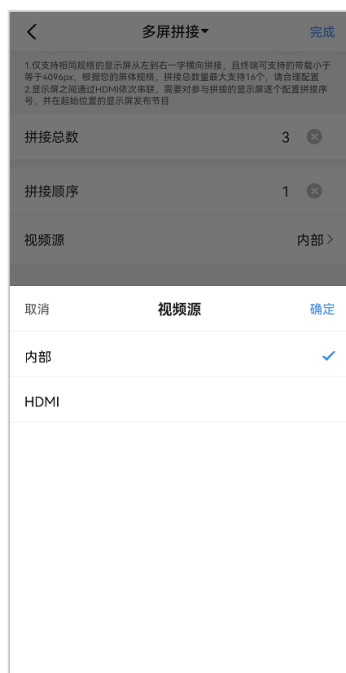 多屏拼接▾ 完成
1.仅支持相同规格的显示屏从左到右一字横向拼接，且终端可支持的带载小于
等于4096px，根据您的屏体规格，拼接总数量最大支持16个，请合理配置
2.显示屏之间通过HDMI依次串联，需要对参与拼接的显示屏逐个配置拼接序
号，并在起始位置的显示屏发布节目
拼接总数 3
拼接顺序 1
视频源 内部
取消 视频源 确定
内部
HDMI